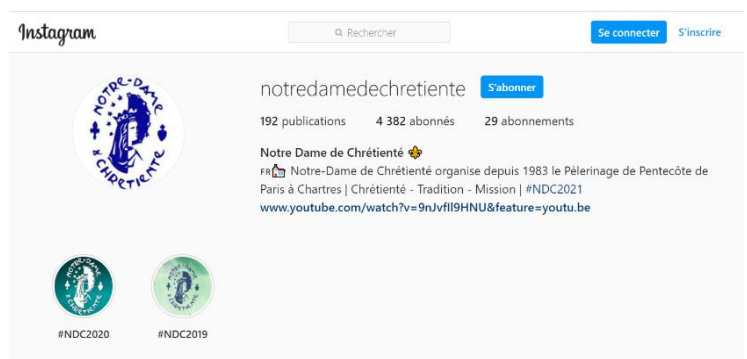 Instagram
Rechercher
Se connecter
S'inscrire
NOTRE-DAME
DE CHRETIENTE
notredamedechretiente
S'abonner
192 publications 4 382 abonnés 29 abonnements
Notre Dame de Chrétienté ⚜️
FR⛪ Notre-Dame de Chrétienté organise depuis 1983 le Pèlerinage de Pentecôte de
Paris à Chartres | Chrétienté - Tradition - Mission | #NDC2021
www.youtube.com/watch?v=9nJvfIl9HNU&feature=youtu.be
#NDC2020
#NDC2019